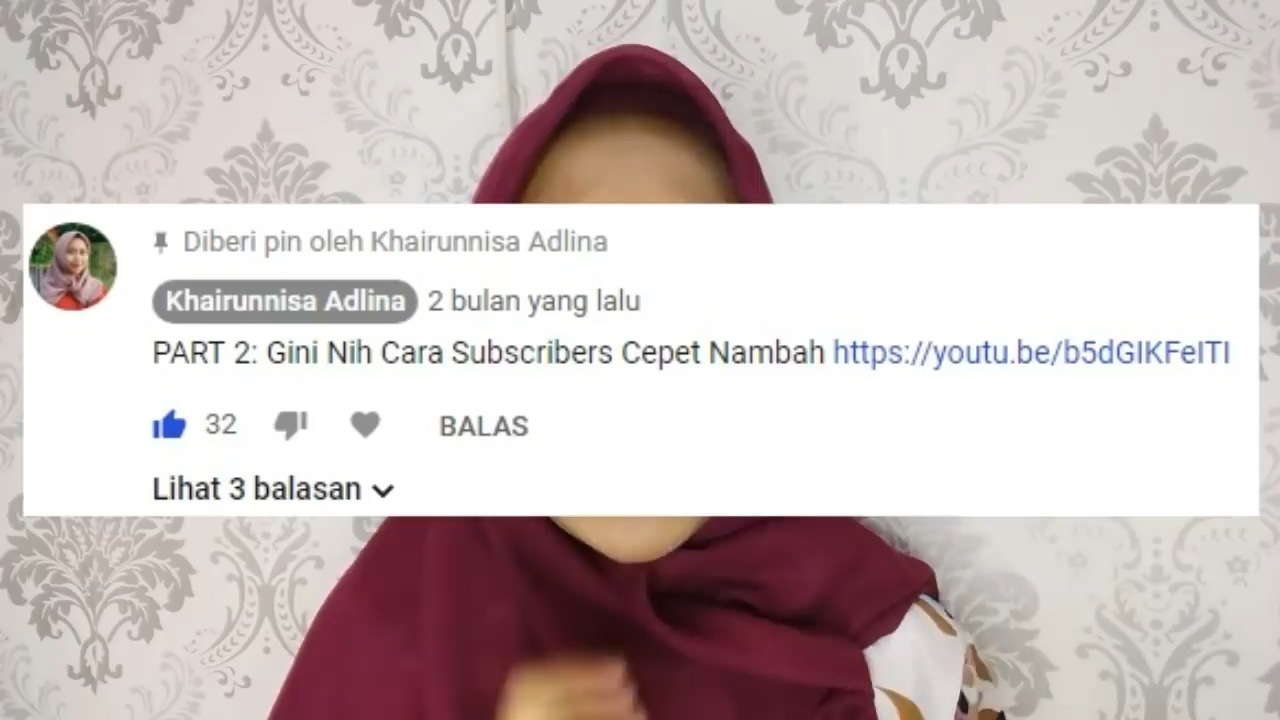 Diberi pin oleh Khairunnisa Adlina
Khairunnisa Adlina 2 bulan yang lalu
PART 2: Gini Nih Cara Subscribers Cepet Nambah https://youtu.be/b5dGIKFeITI
32 BALAS
Lihat 3 balasan